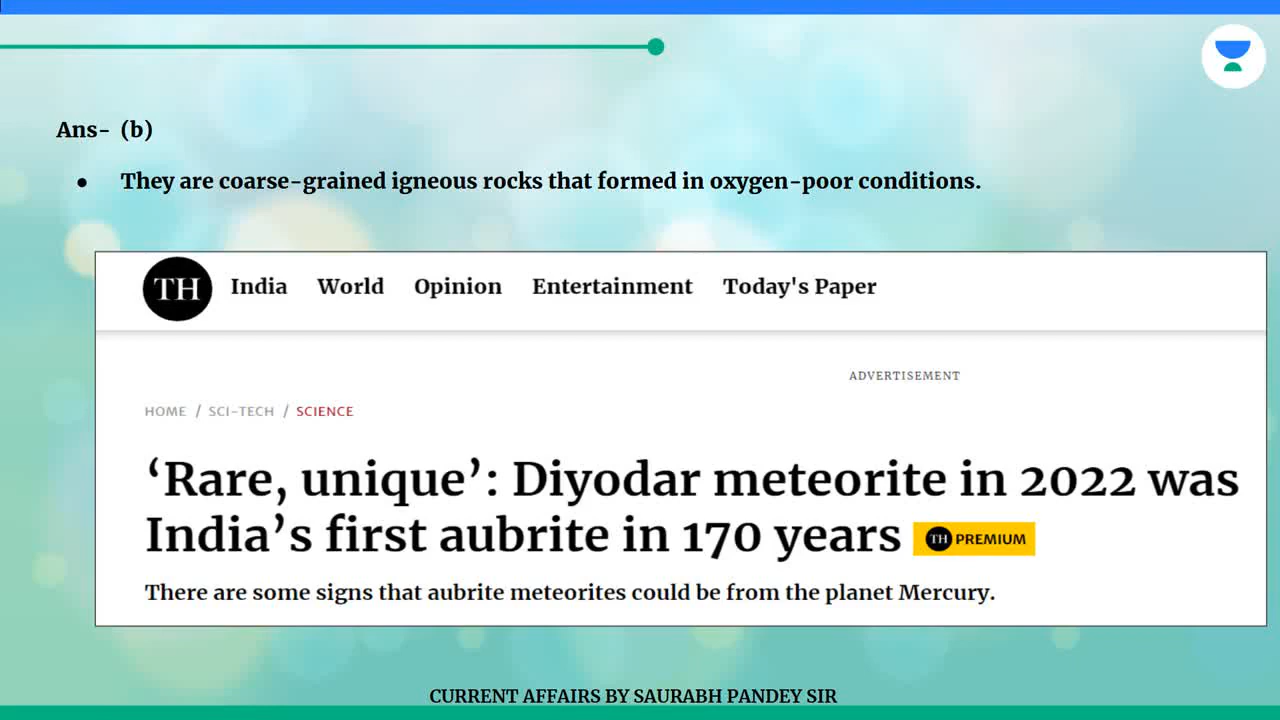 Ans- (b)
● They are coarse-grained igneous rocks that formed in oxygen-poor conditions.
TH India World Opinion Entertainment Today's Paper
ADVERTISEMENT
HOME / SCI-TECH / SCIENCE
‘Rare, unique’: Diyodar meteorite in 2022 was
India’s first aubrite in 170 years TH PREMIUM
There are some signs that aubrite meteorites could be from the planet Mercury.
CURRENT AFFAIRS BY SAURABH PANDEY SIR